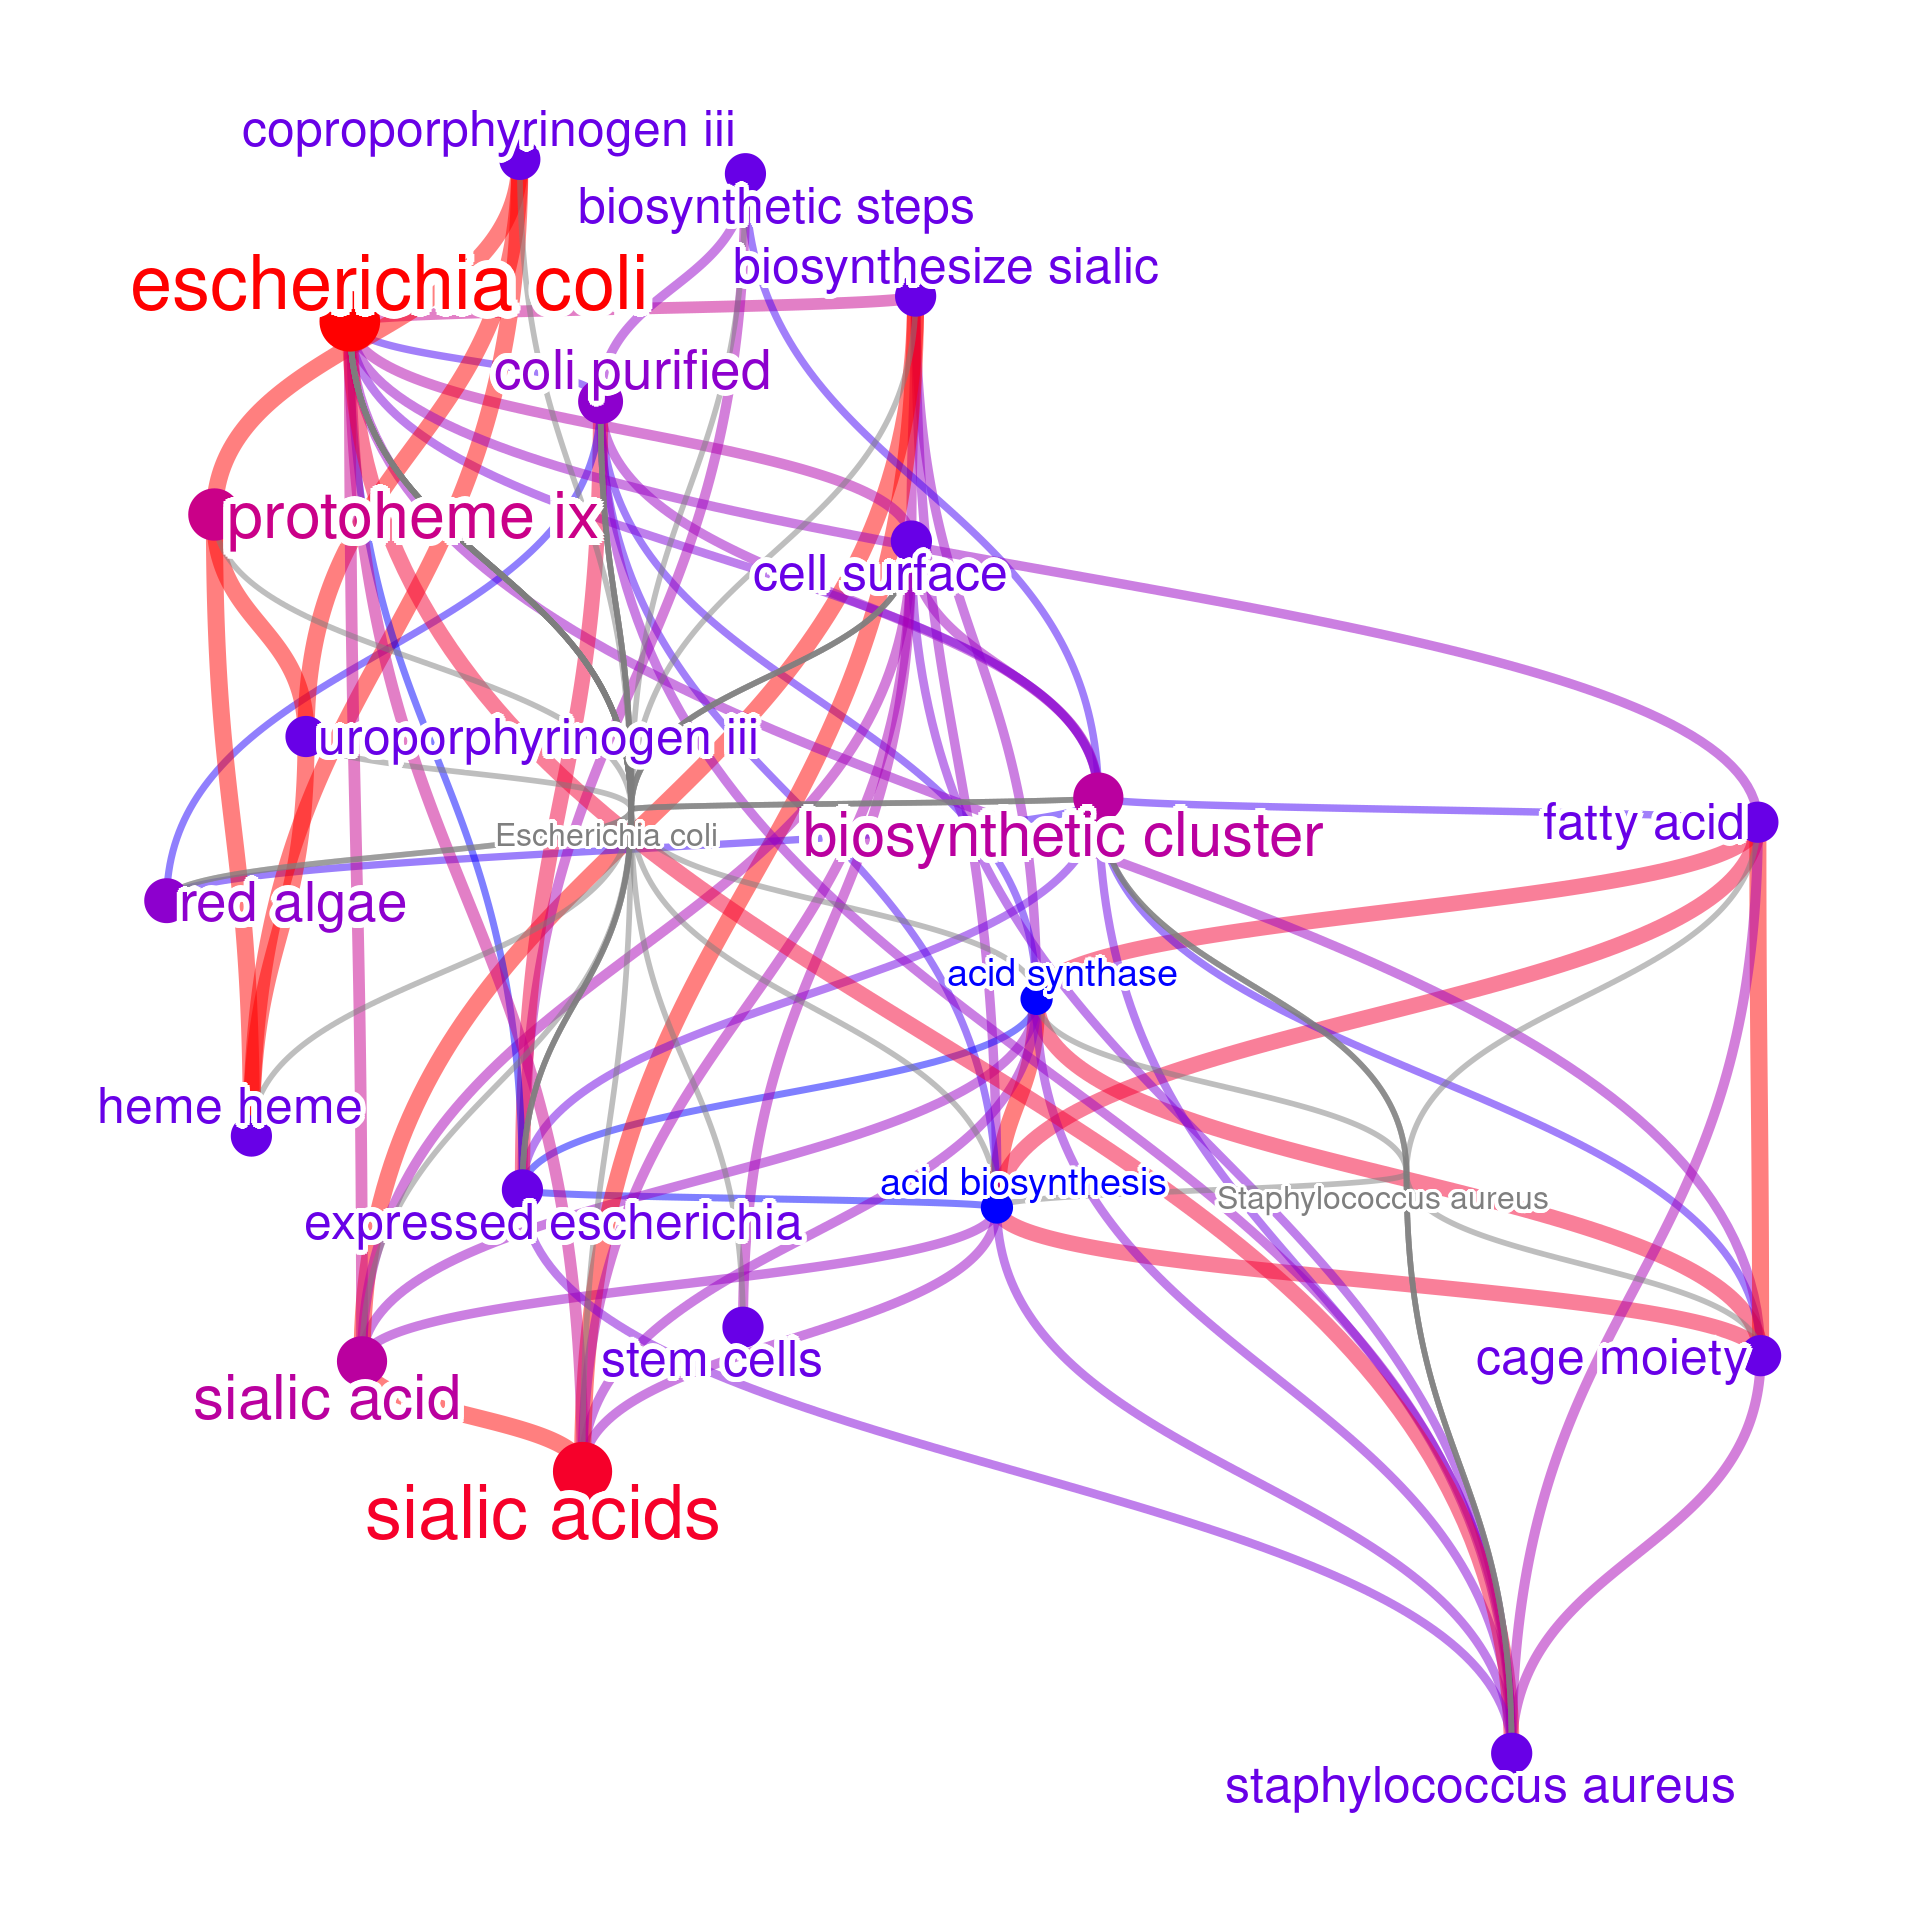 coproporphyrinogen iii
biosynthetic steps
biosynthesize sialic
escherichia coli
coli purified
protoheme ix
cell surface
uroporphyrinogen iii
Escherichia coli
biosynthetic cluster
fatty acid
red algae
acid synthase
heme heme
acid biosynthesis
Staphylococcus aureus
expressed escherichia
stem cells
cage moiety
sialic acid
sialic acids
staphylococcus aureus